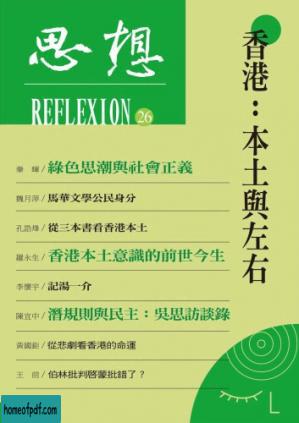 思想
REFLEXION 26
香港：本土與左右
秦 輝／綠色思潮與社會正義
魏月萍／馬華文學公民身分
孔誥烽／從三本書看香港本土
羅永生／香港本土意識的前世今生
李懷宇／記湯一介
陳宜中／潛規則與民主：吳思訪談錄
黃國鉅／從悲劇看香港的命運
王 前／伯林批判啓蒙批錯了？
homeofpdf.com